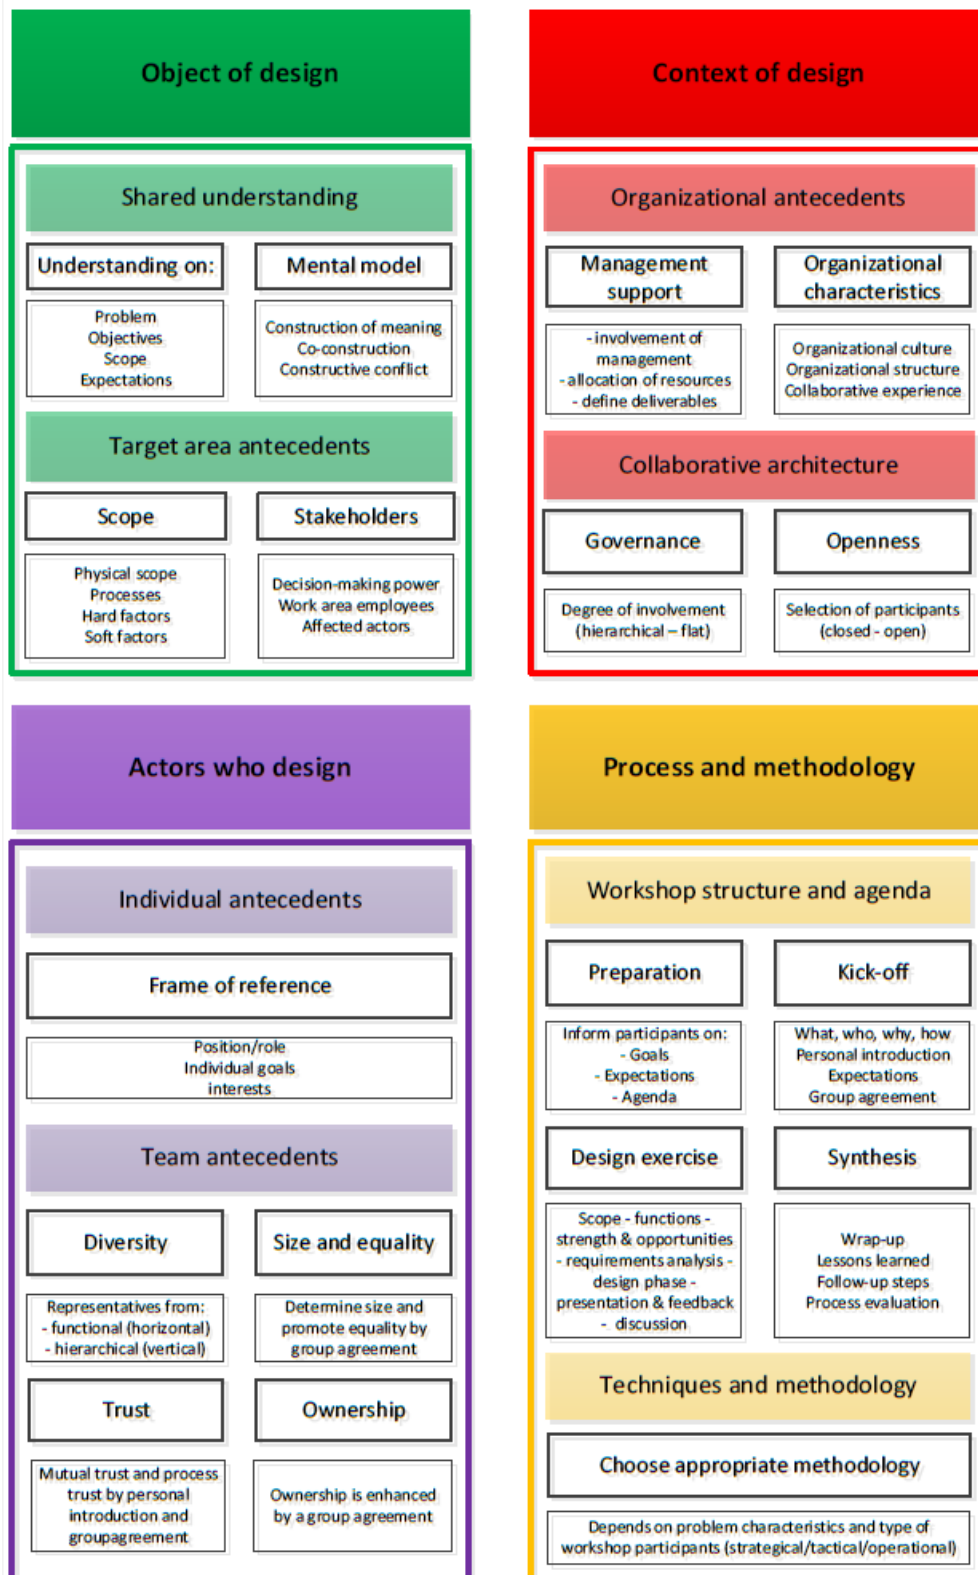 Object of design
Shared understanding
Understanding on:
Problem
Objectives
Scope
Expectations
Mental model
Construction of meaning
Co-construction
Constructive conflict
Target area antecedents
Scope
Physical scope
Processes
Hard factors
Soft factors
Stakeholders
Decision-making power
Work area employees
Affected actors
Context of design
Organizational antecedents
Management
support
- involvement of
management
- allocation of resources
- define deliverables
Organizational
characteristics
Organizational culture
Organizational structure
Collaborative experience
Collaborative architecture
Governance
Degree of involvement
(hierarchical – flat)
Openness
Selection of participants
(closed - open)
Actors who design
Individual antecedents
Frame of reference
Position/role
Individual goals
interests
Team antecedents
Diversity
Representatives from:
- functional (horizontal)
- hierarchical (vertical)
Size and equality
Determine size and
promote equality by
group agreement
Trust
Mutual trust and process
trust by personal
introduction and
groupagreement
Ownership
Ownership is enhanced
by a group agreement
Process and methodology
Workshop structure and agenda
Preparation
Inform participants on:
- Goals
- Expectations
- Agenda
Kick-off
What, who, why, how
Personal introduction
Expectations
Group agreement
Design exercise
Scope - functions -
strength & opportunities
- requirements analysis -
design phase -
presentation & feedback
- discussion
Synthesis
Wrap-up
Lessons learned
Follow-up steps
Process evaluation
Techniques and methodology
Choose appropriate methodology
Depends on problem characteristics and type of
workshop participants (strategical/tactical/operational)